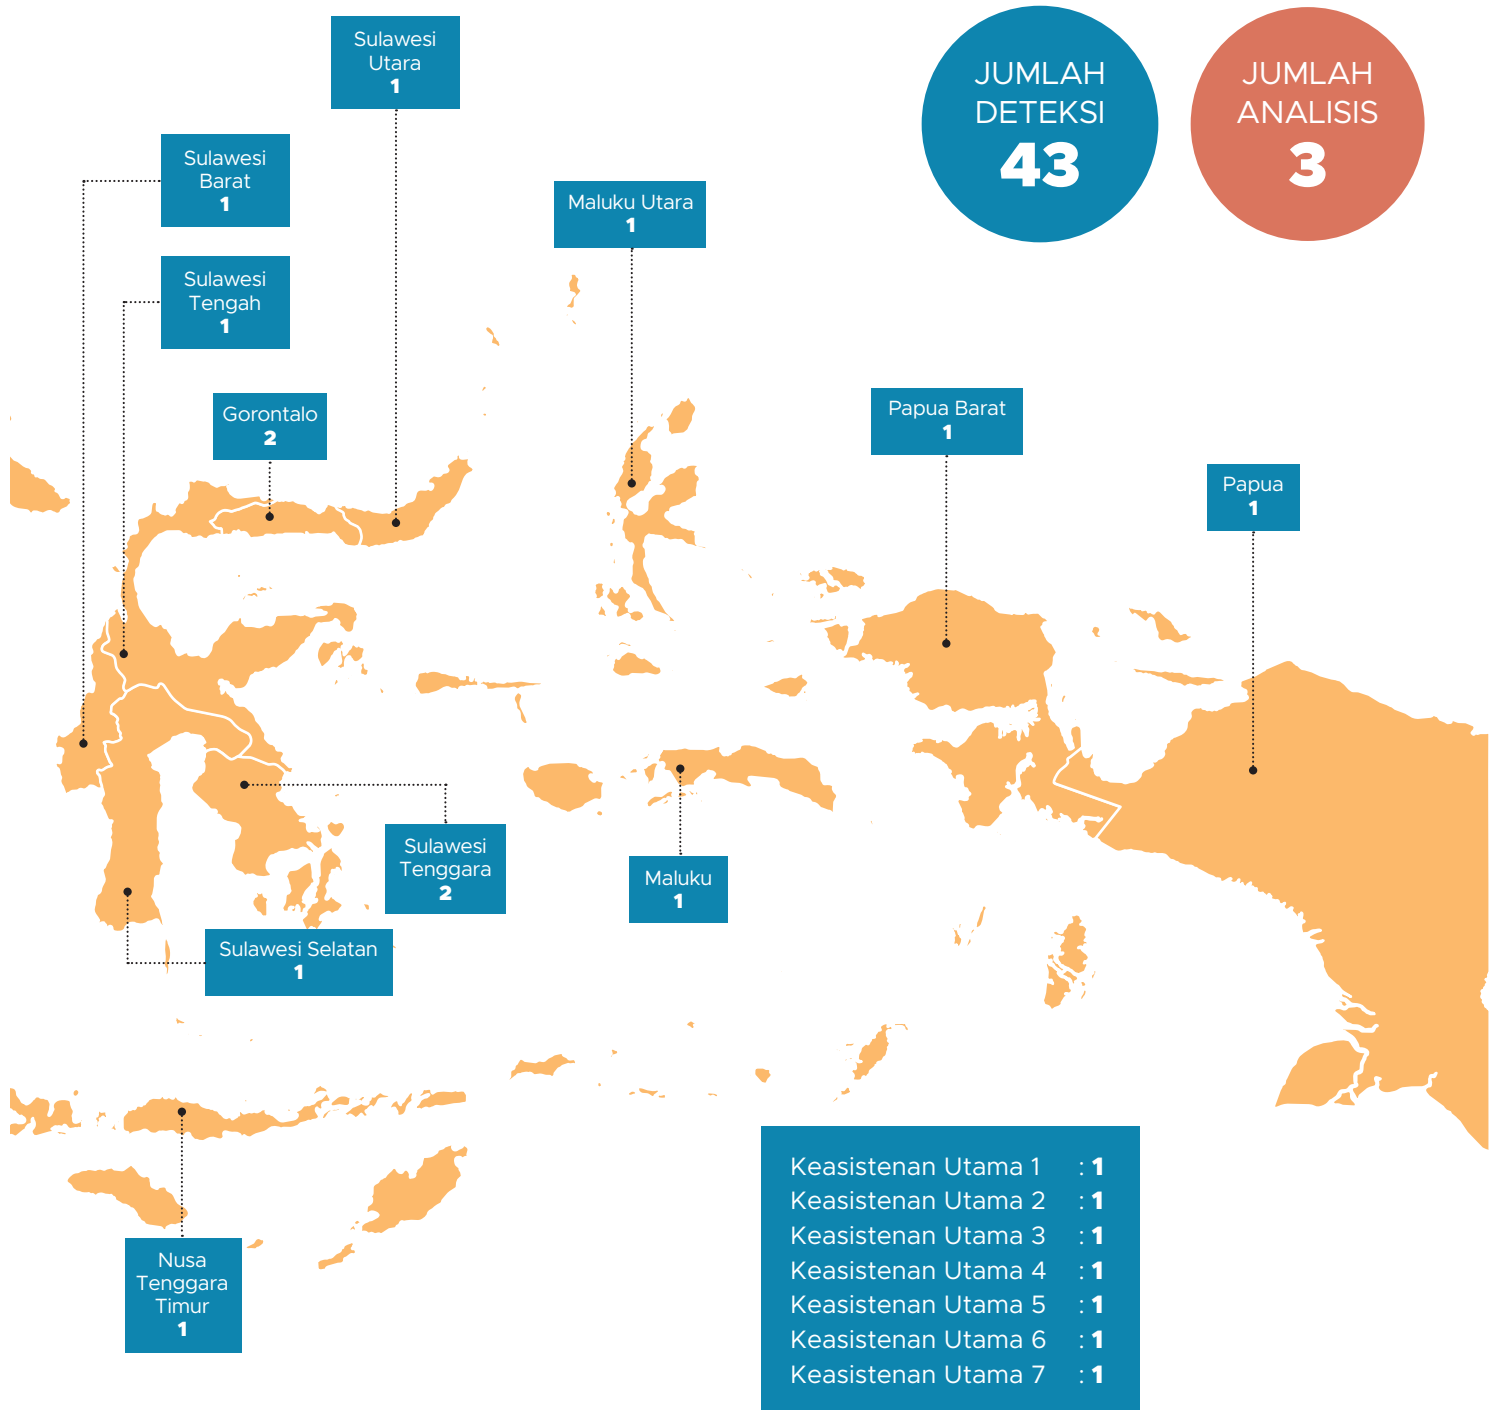 Sulawesi
Utara
1
JUMLAH
DETEKSI
43
JUMLAH
ANALISIS
3
Sulawesi
Barat
1
Maluku Utara
1
Sulawesi
Tengah
1
Gorontalo
2
Papua Barat
1
Papua
1
Sulawesi
Tenggara
2
Maluku
1
Sulawesi Selatan
1
Nusa
Tenggara
Timur
1
Keasistenan Utama 1 : 1
Keasistenan Utama 2 : 1
Keasistenan Utama 3 : 1
Keasistenan Utama 4 : 1
Keasistenan Utama 5 : 1
Keasistenan Utama 6 : 1
Keasistenan Utama 7 : 1